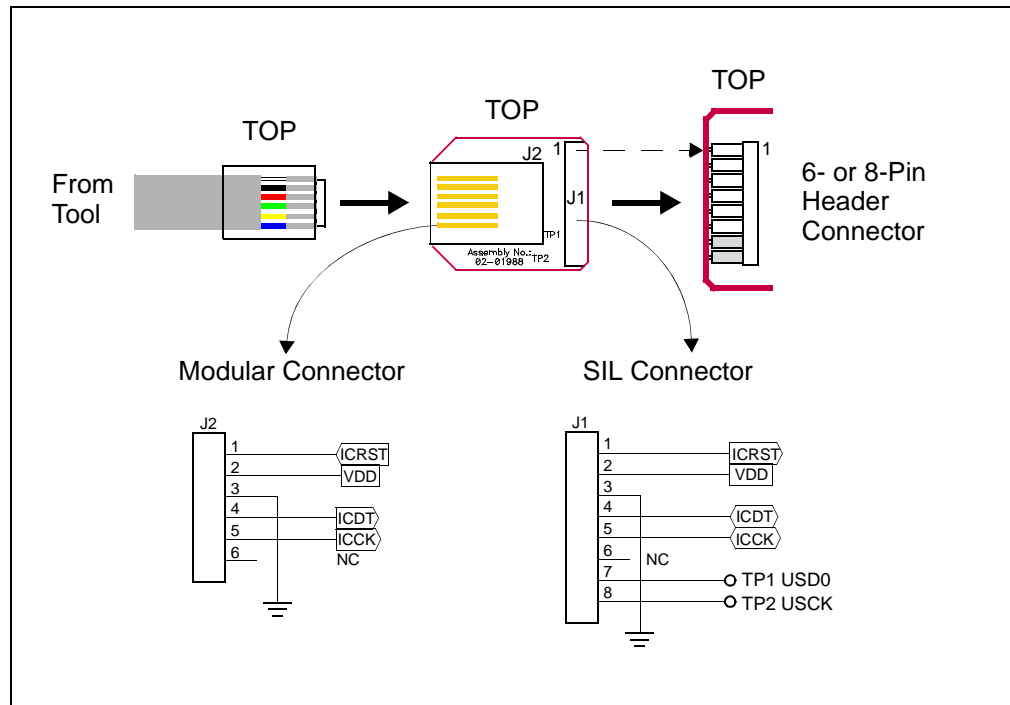 TOP
TOP
TOP
From
Tool
J2
1
J1
TP1
Assembly No.:
02-01988
TP2
1
6- or 8-Pin
Header
Connector
Modular Connector
J2
1
ICRST
2
VDD
3
4
ICDT
5
ICCK
6
NC
SIL Connector
J1
1
ICRST
2
VDD
3
4
ICDT
5
ICCK
6
NC
7
TP1 USD0
8
TP2 USCK